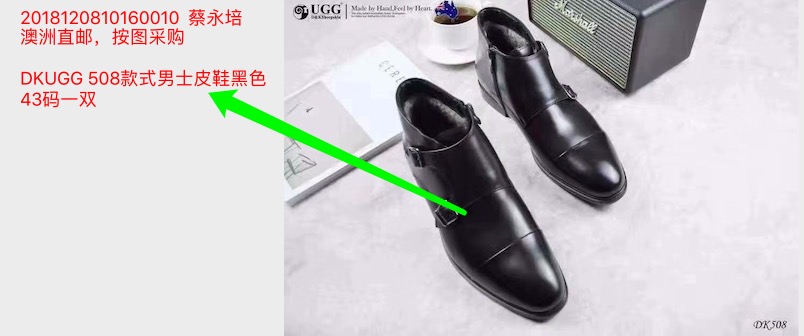 2018120810160010 蔡永培
澳洲直邮，按图采购
DKUGG 508款式男士皮鞋黑色
43码一双
UGG
Made by Hand,Feel by Heart.
Marshall
DK508